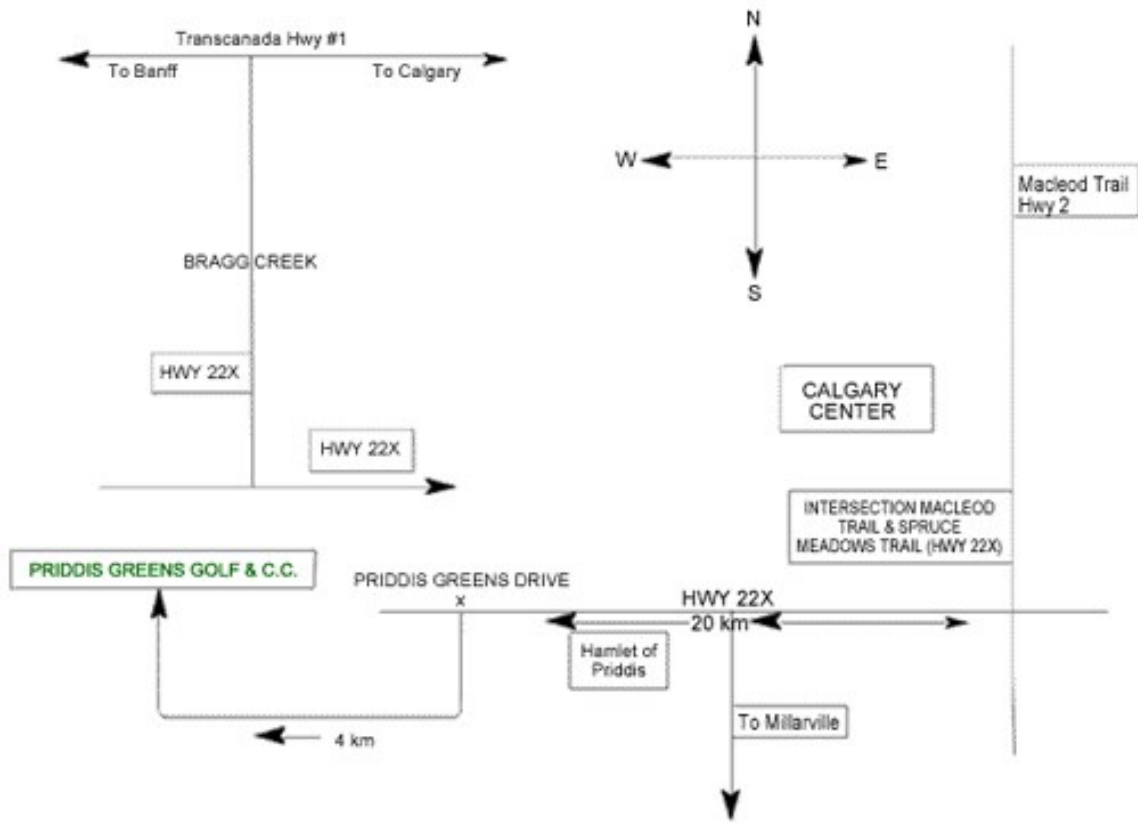 Transcanada Hwy #1
To Banff
To Calgary
N
W
E
S
Macleod Trail
Hwy 2
BRAGG CREEK
HWY 22X
HWY 22X
CALGARY
CENTER
INTERSECTION MACLEOD
TRAIL & SPRUCE
MEADOWS TRAIL (HWY 22X)
PRIDDIS GREENS GOLF & C.C.
PRIDDIS GREENS DRIVE
x
HWY 22X
20 km
Hamlet of
Priddis
To Millarville
4 km